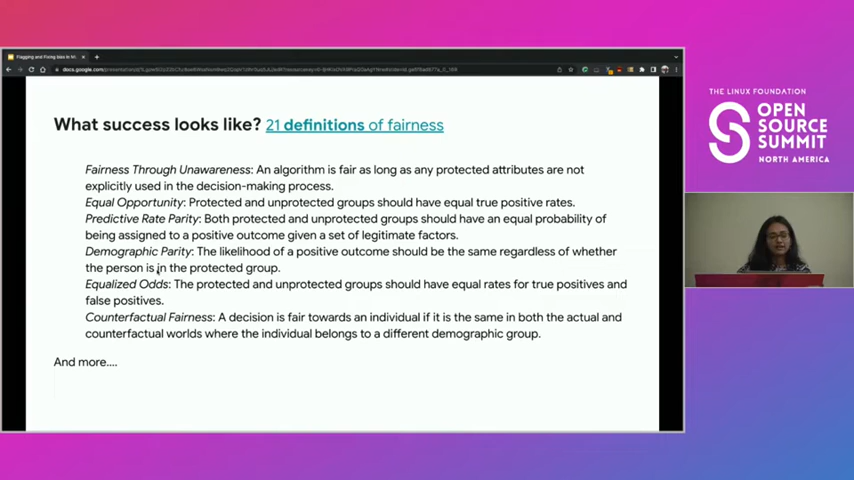 Flagging and Fixing bias in M
What success looks like? 21 definitions of fairness
Fairness Through Unawareness: An algorithm is fair as long as any protected attributes are not
explicitly used in the decision-making process.
Equal Opportunity: Protected and unprotected groups should have equal true positive rates.
Predictive Rate Parity: Both protected and unprotected groups should have an equal probability of
being assigned to a positive outcome given a set of legitimate factors.
Demographic Parity: The likelihood of a positive outcome should be the same regardless of whether
the person is in the protected group.
Equalized Odds: The protected and unprotected groups should have equal rates for true positives and
false positives.
Counterfactual Fairness: A decision is fair towards an individual if it is the same in both the actual and
counterfactual worlds where the individual belongs to a different demographic group.
And more....
THE LINUX FOUNDATION
OPEN
SOURCE
SUMMIT
NORTH AMERICA